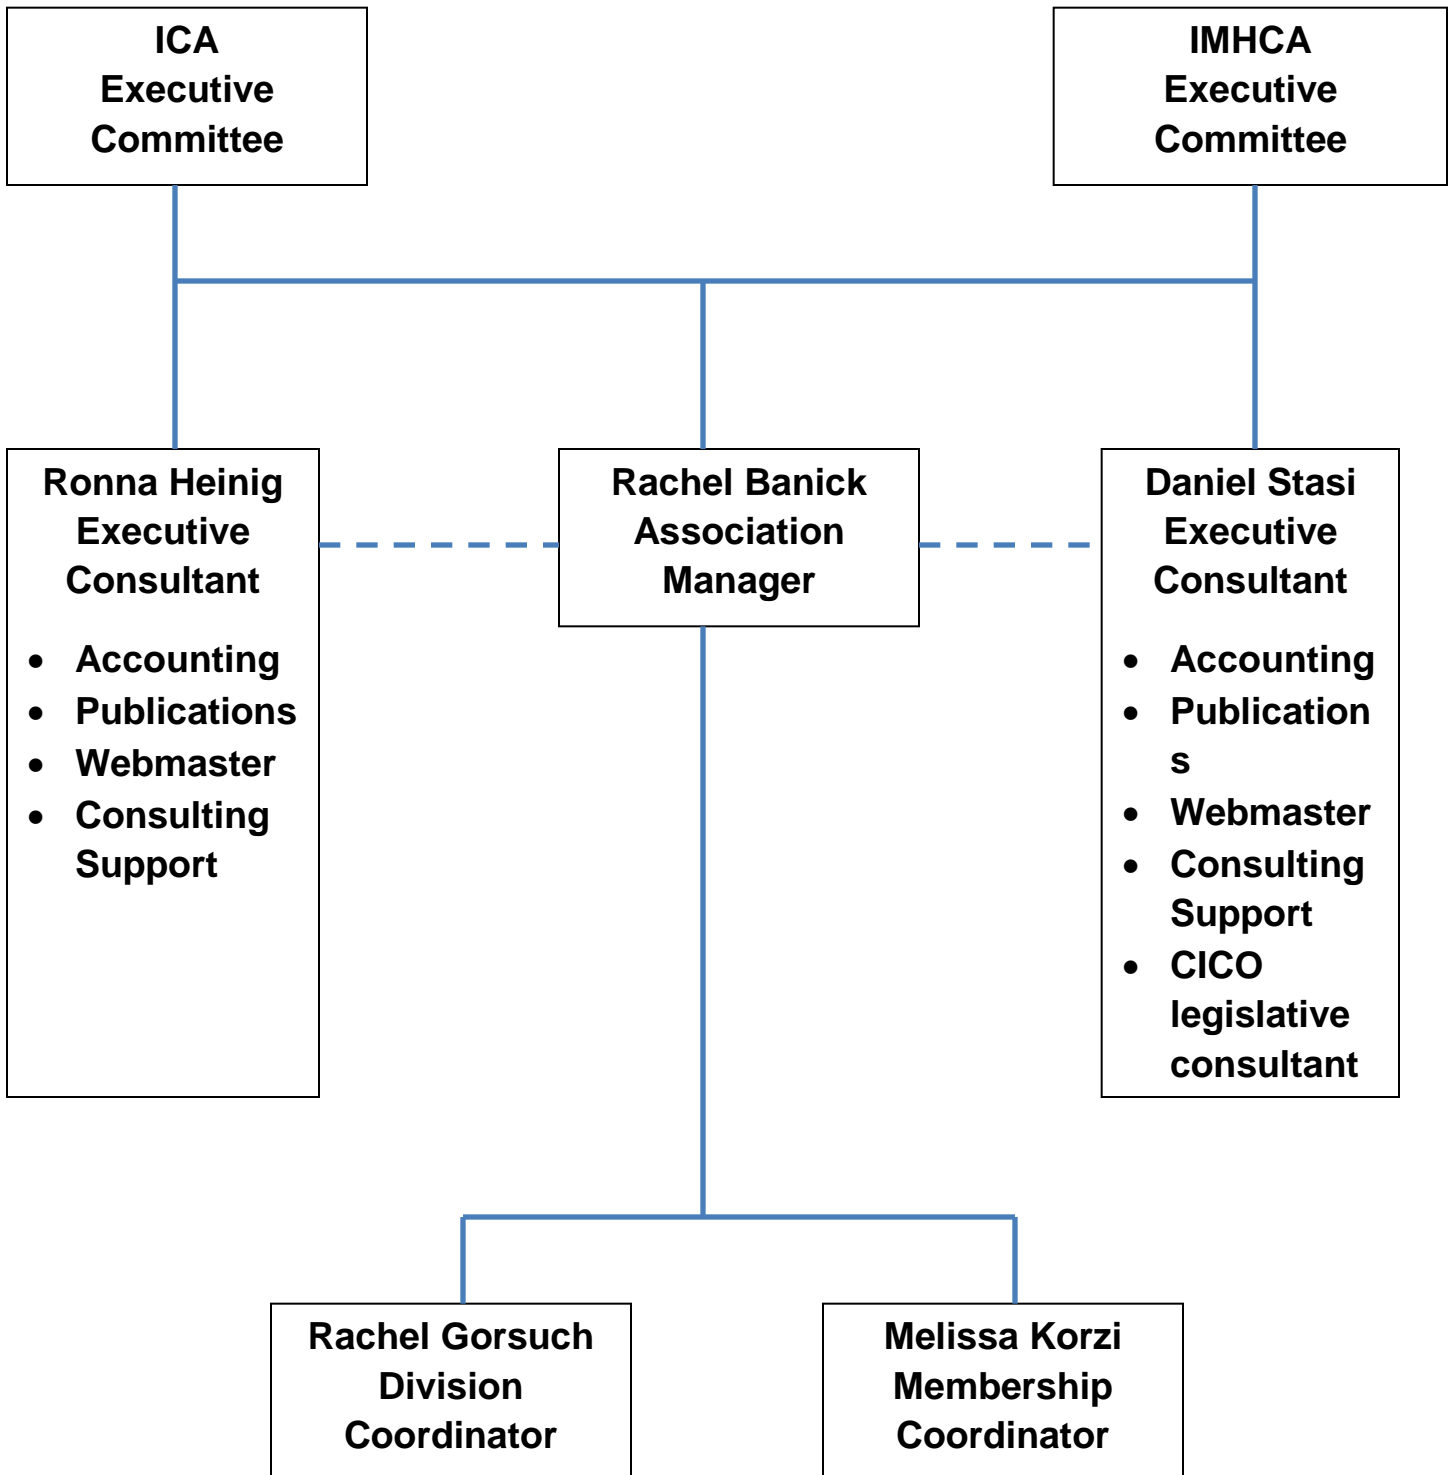 ICA
Executive
Committee
IMHCA
Executive
Committee
Ronna Heinig
Executive
Consultant
• Accounting
• Publications
• Webmaster
• Consulting
Support
Rachel Banick
Association
Manager
Daniel Stasi
Executive
Consultant
• Accounting
• Publication
s
• Webmaster
• Consulting
Support
• CICO
legislative
consultant
Rachel Gorsuch
Division
Coordinator
Melissa Korzi
Membership
Coordinator